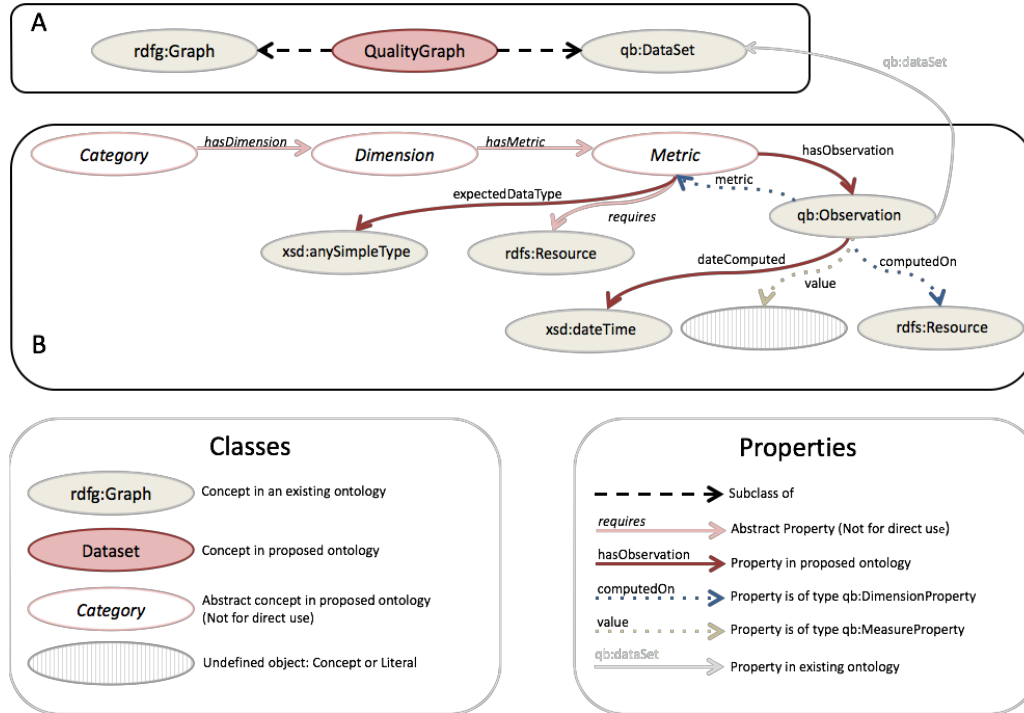 A
rdfg:Graph
QualityGraph
qb:DataSet
qb:dataSet
Category
hasDimension
Dimension
hasMetric
Metric
hasObservation
metric
expectedDataType
requires
qb:Observation
xsd:anySimpleType
rdfs:Resource
dateComputed
computedOn
value
xsd:dateTime
rdfs:Resource
B
Classes
rdfg:Graph
Concept in an existing ontology
Dataset
Concept in proposed ontology
Category
Abstract concept in proposed ontology
(Not for direct use)
Undefined object: Concept or Literal
Properties
Subclass of
requires
Abstract Property (Not for direct use)
hasObservation
Property in proposed ontology
computedOn
Property is of type qb:DimensionProperty
value
Property is of type qb:MeasureProperty
qb:dataSet
Property in existing ontology